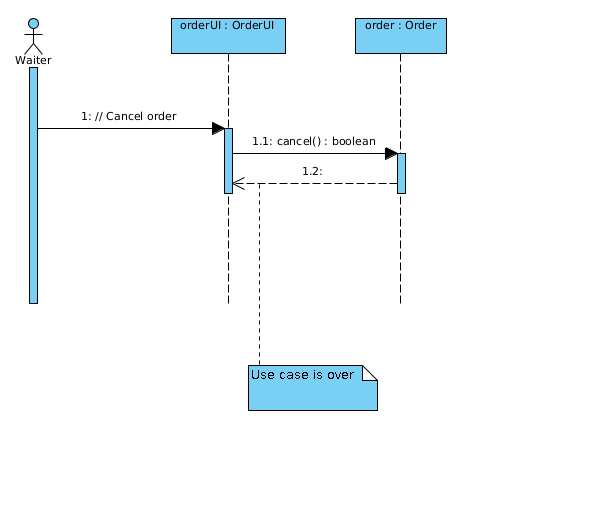 orderUI : OrderUI
order : Order
Waiter
1: // Cancel order
1.1: cancel() : boolean
1.2:
Use case is over